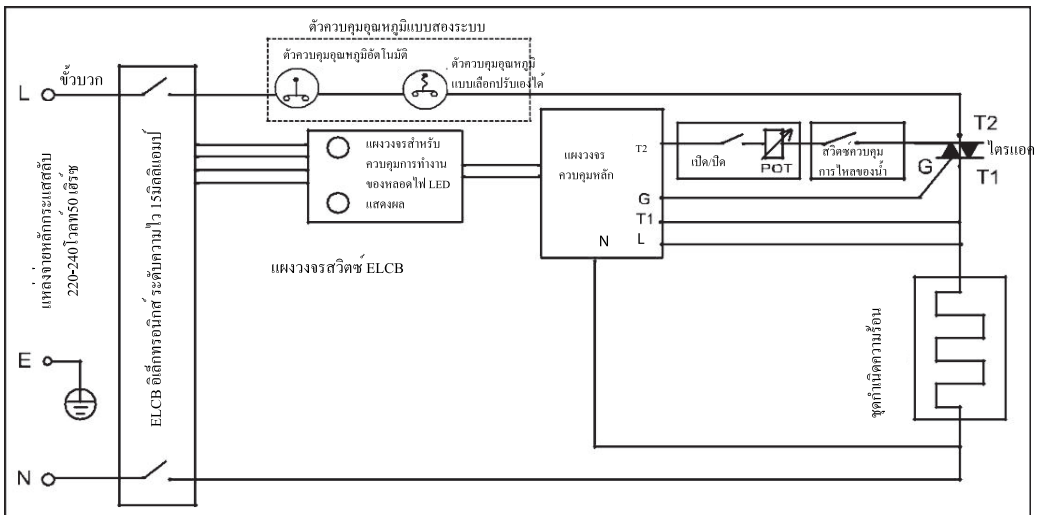 ตัวควบคุมอุณหภูมิแบบสองระบบ
ตัวควบคุมอุณหภูมิอัตโนมัติ
ตัวควบคุมอุณหภูมิ
แบบเลือกปรับเองได้
ขั้วบวก
L
แหล่งจ่ายหลักกระแสสลับ
220-240โวลท์50 เฮิร์ซ
ELCB อิเล็กทรอนิกส์ ระดับความไว 15มิลลิแอมป์
แผงวงจรสำหรับ
ควบคุมการทำงาน
ของหลอดไฟ LED
แสดงผล
แผงวงจรสวิตซ์ ELCB
แผงวงจร
ควบคุมหลัก
T2
G
T1
L
N
เปิด/ปิด
POT
สวิตซ์ควบคุม
การไหลของน้ำ
T2
ไตรแอค
G
T1
ชุดกำเนิดความร้อน
E
N